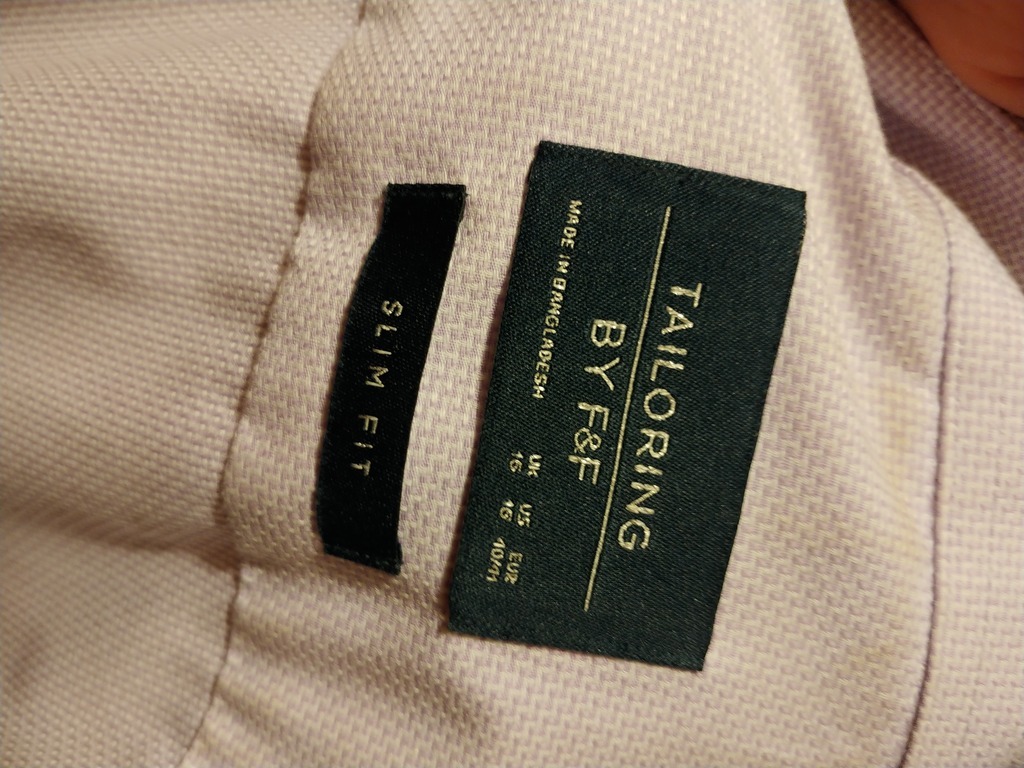 TAILORING
BY F&F
MADE IN BANGLADESH
UK US EUR
16 16 40/41
SLIM FIT